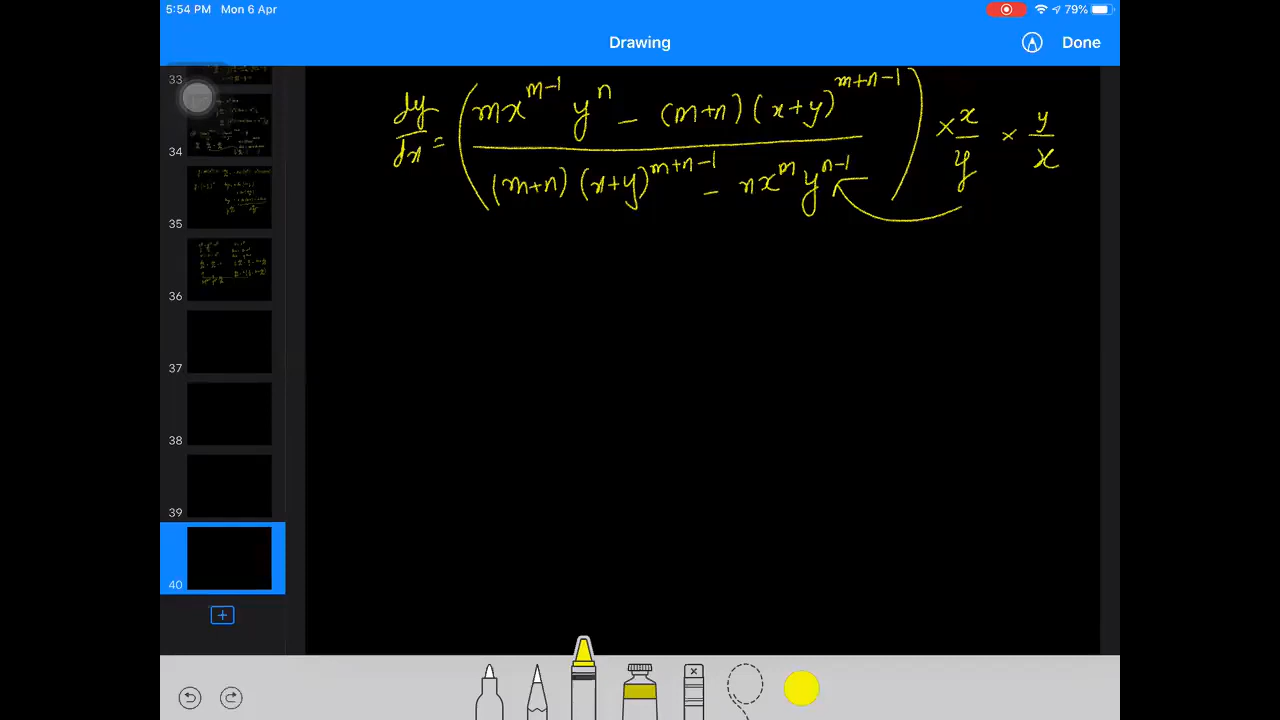 5:54 PM Mon 6 Apr
79%
Drawing
Done
33
34
35
36
37
38
39
40
dy/dx = ( (mx^{m-1} y^n - (m+n)(x+y)^{m+n-1}) / ((m+n)(x+y)^{m+n-1} - nx^m y^{n-1}) ) × x/y × y/x